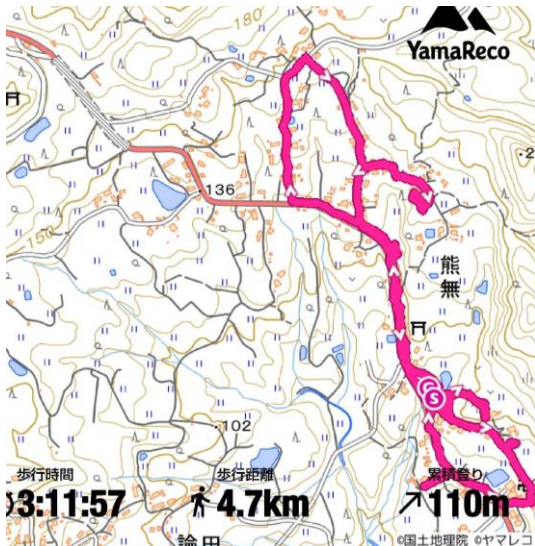 180
YamaReco
・136
150
熊
無
・102
歩行時間
歩行距離
累積登り
3:11:57
4.7km
110m
論田
©国土地理院 ©ヤマレコ